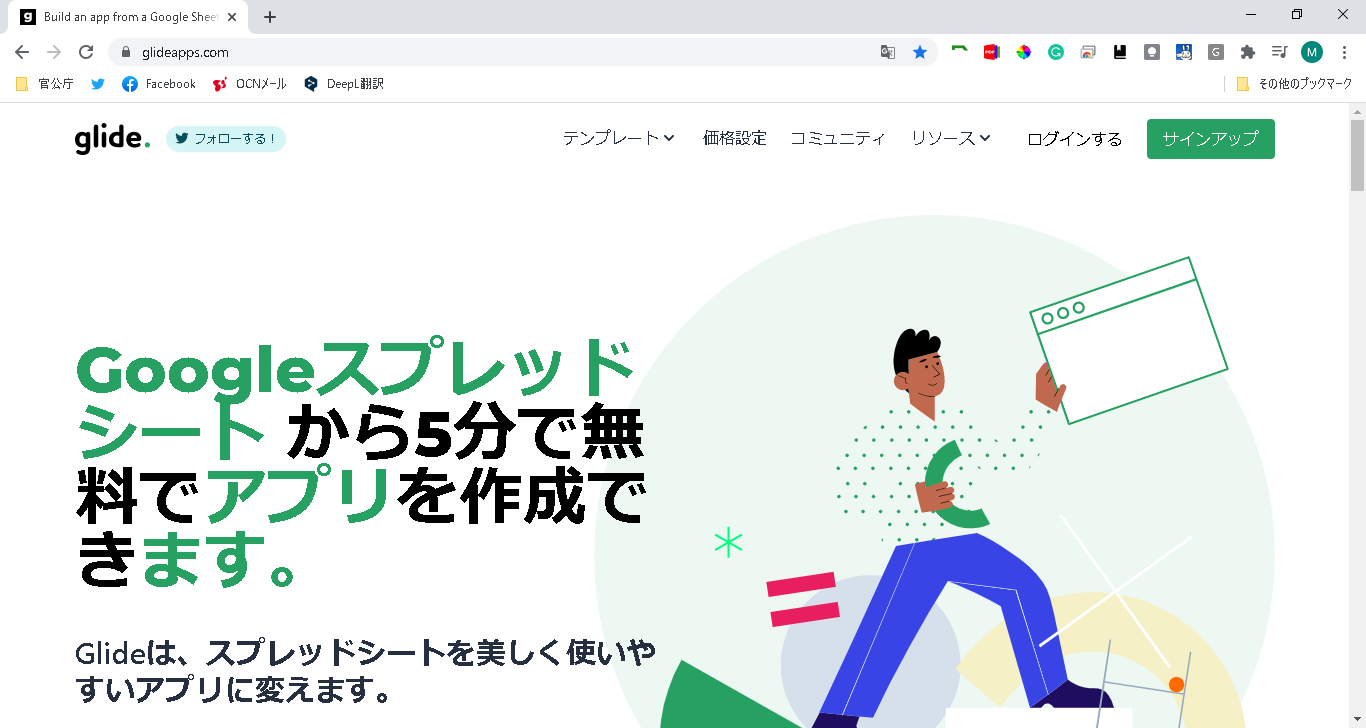 Build an app from a Google Shee
glideapps.com
M
官公庁
Facebook
OCNメール
DeepL翻訳
その他のブックマーク
glide.
フォローする！
テンプレート
価格設定
コミュニティ
リソース
ログインする
サインアップ
Googleスプレッド
シート から5分で無
料でアプリを作成で
きます。
Glideは、スプレッドシートを美しく使いや
すいアプリに変えます。